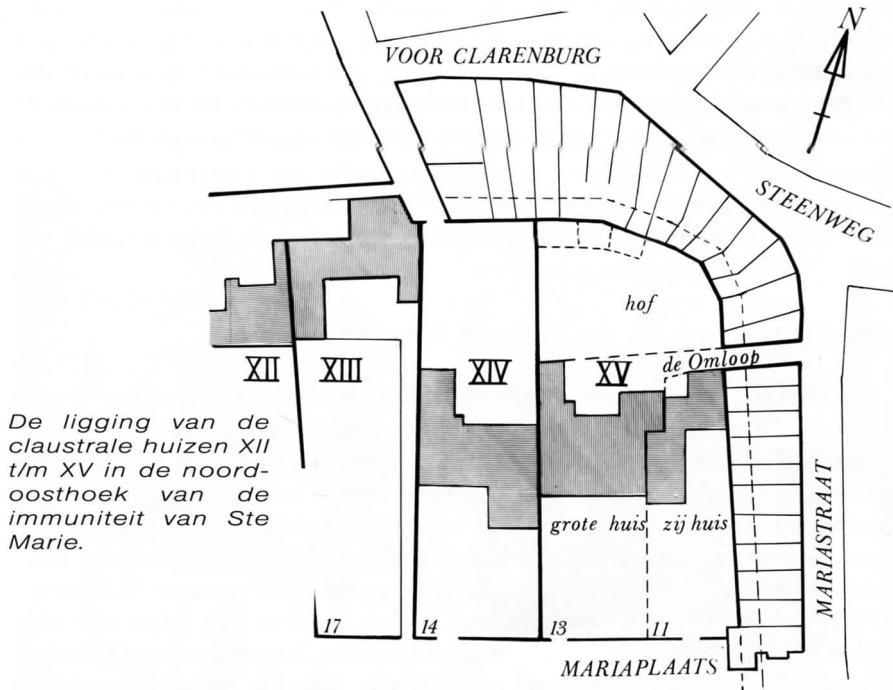 N
VOOR CLARENBURG
STEENWEG
hof
de Omloop
XII
XIII
XIV
XV
De ligging van de
claustrale huizen XII
t/m XV in de noord-
oosthoek van de
immuniteit van Ste
Marie.
grote huis
zij huis
MARIASTRAAT
17
14
13
11
MARIAPLAATS